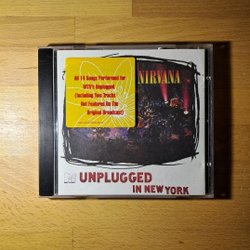 All 14 Songs Performed for
MTV's Unplugged
(Including Two Tracks
Not Featured On The
Original Broadcast)
NIRVANA
UNPLUGGED
IN NEW YORK